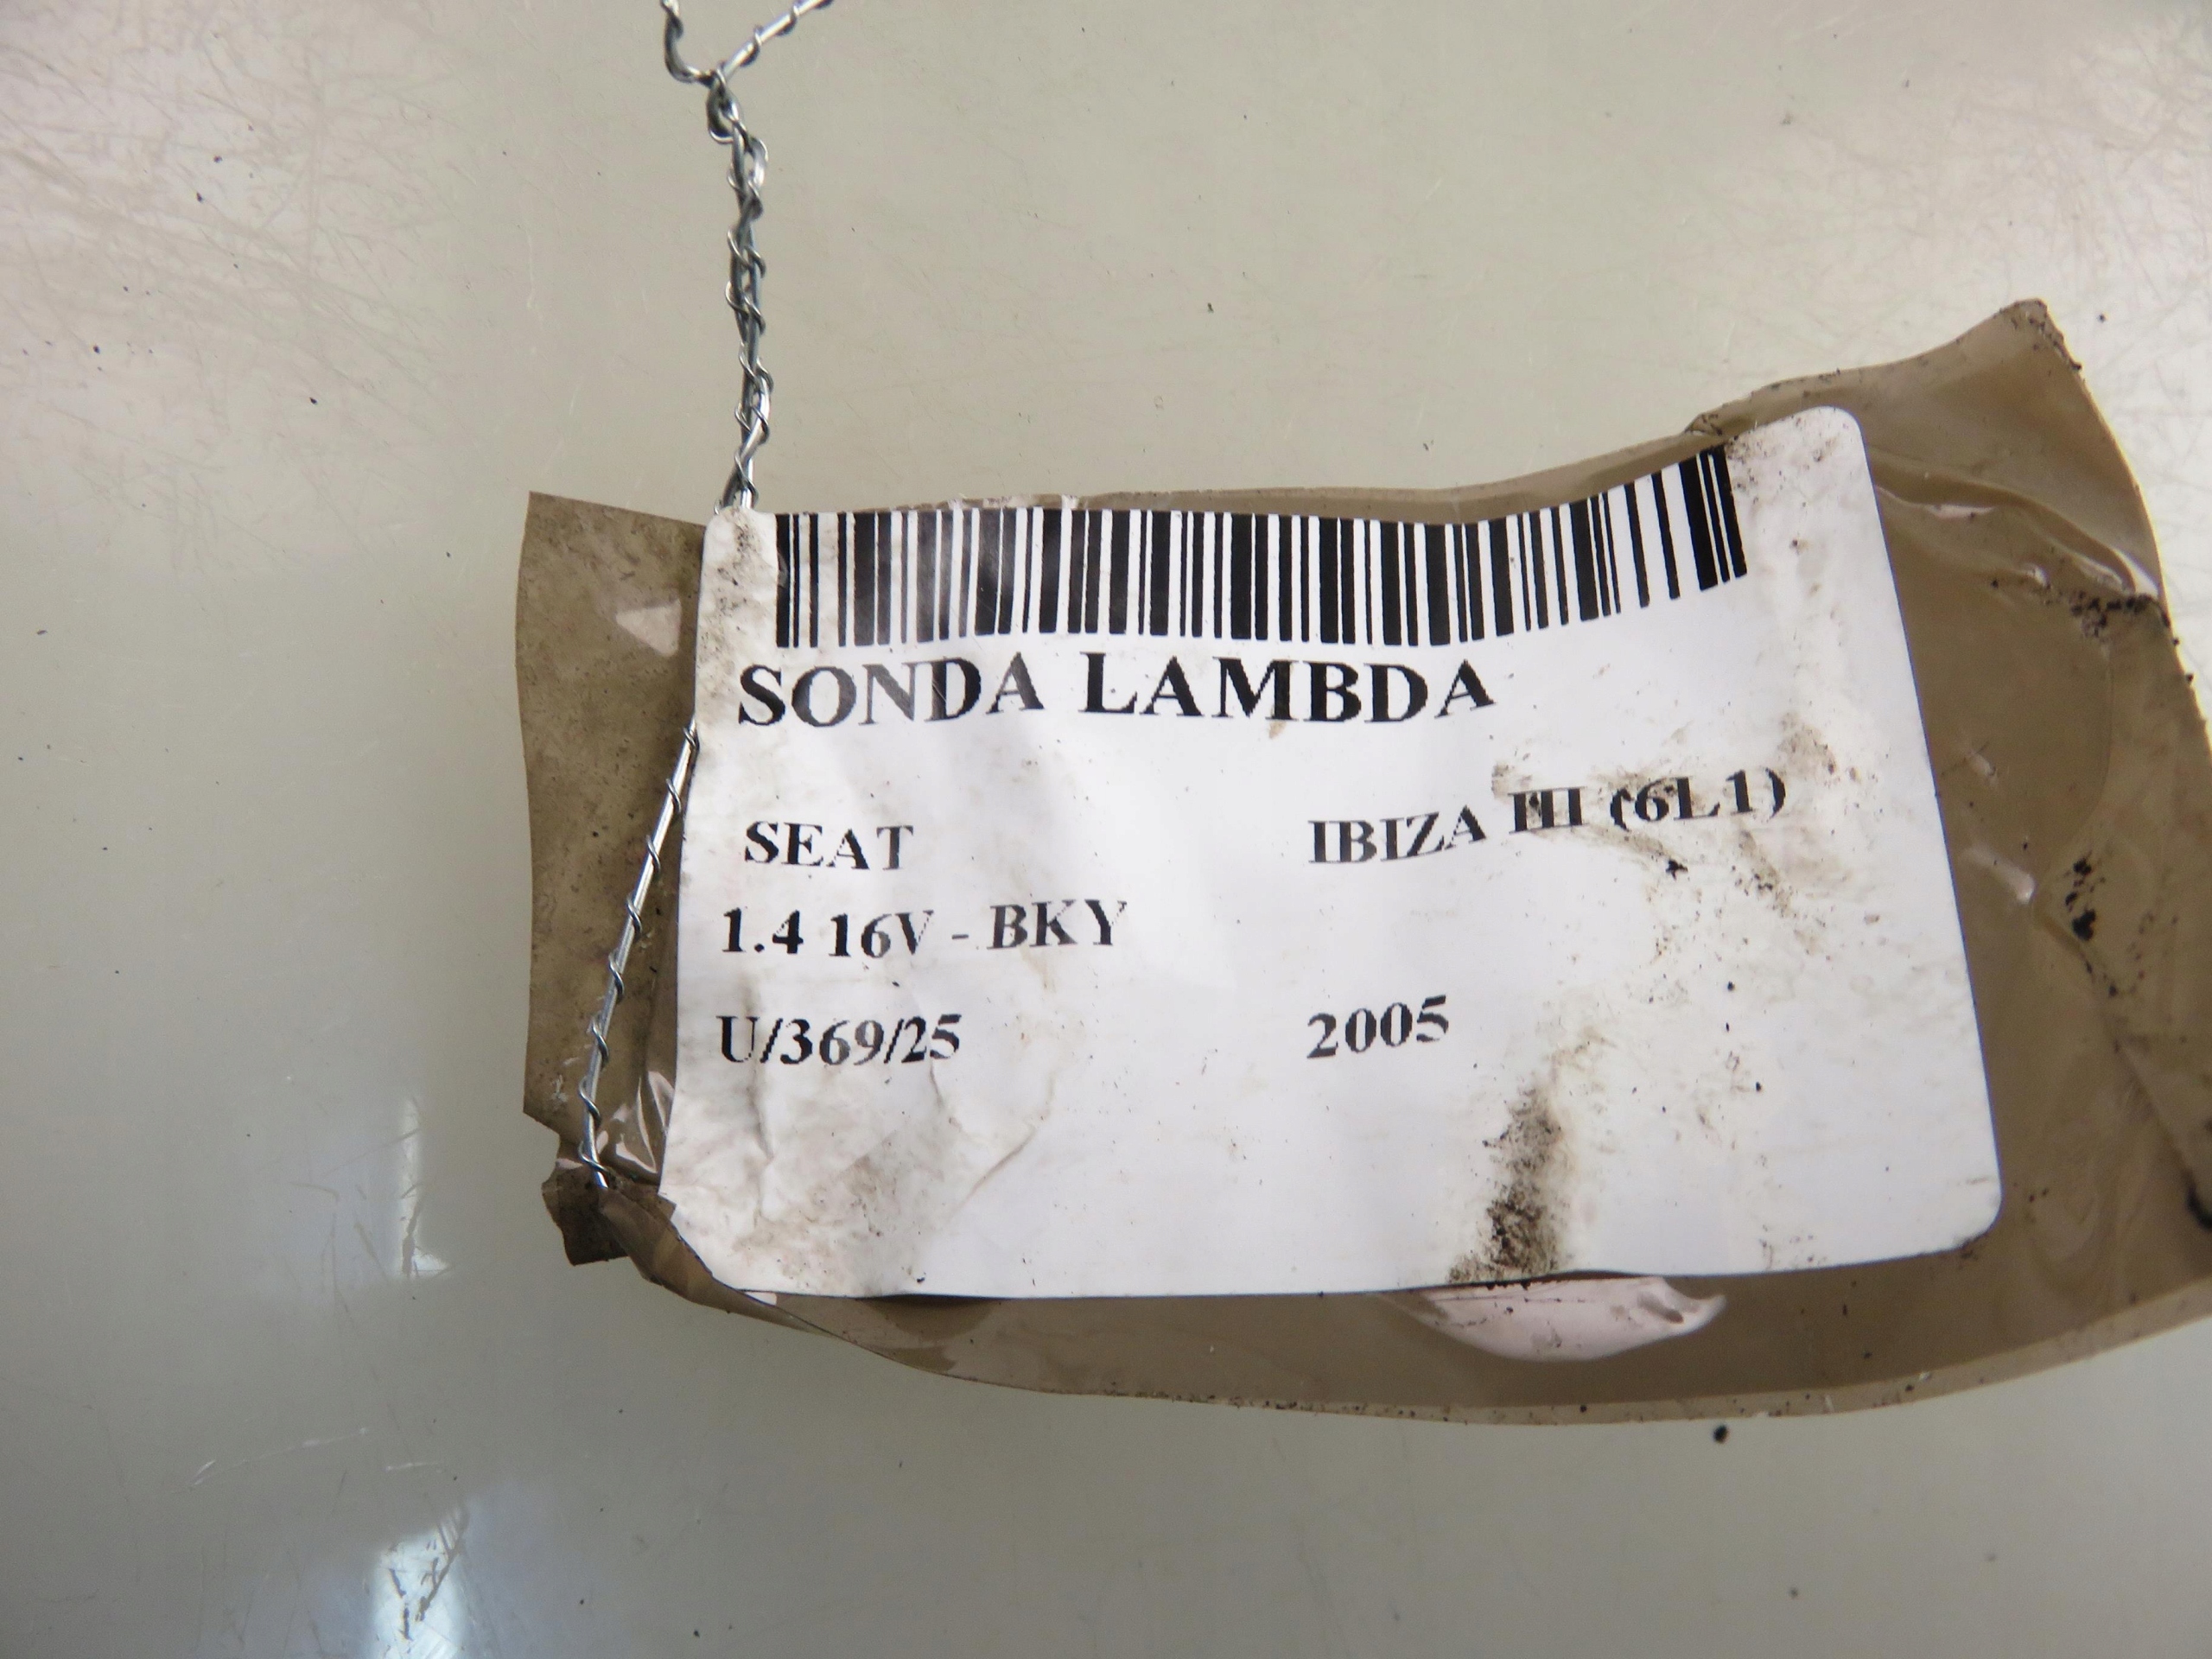 SONDA LAMBDA
SEAT IBIZA III (6L1)
1.4 16V - BKY
U/369/25 2005